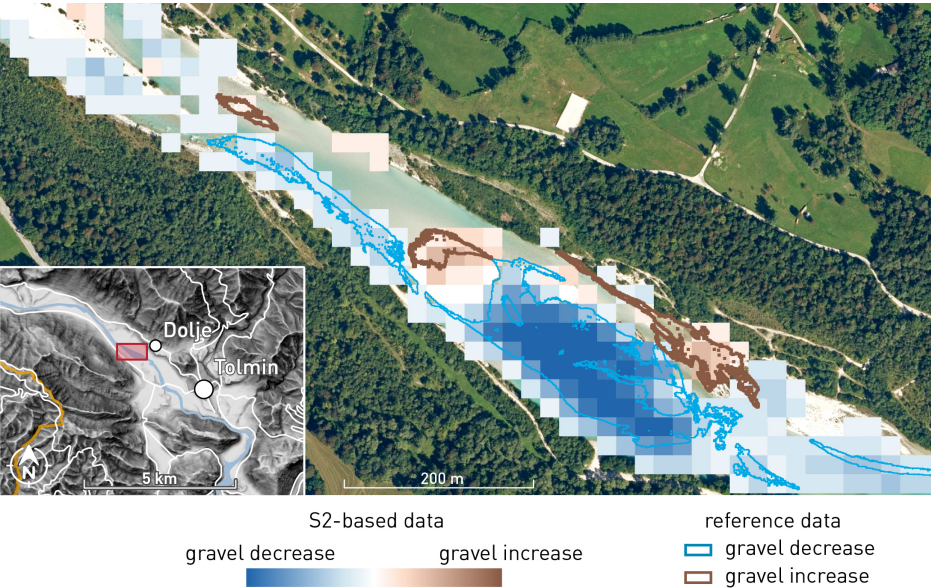 Dolje
Tolmin
N
5 km
200 m
S2-based data
gravel decrease
gravel increase
reference data
gravel decrease
gravel increase